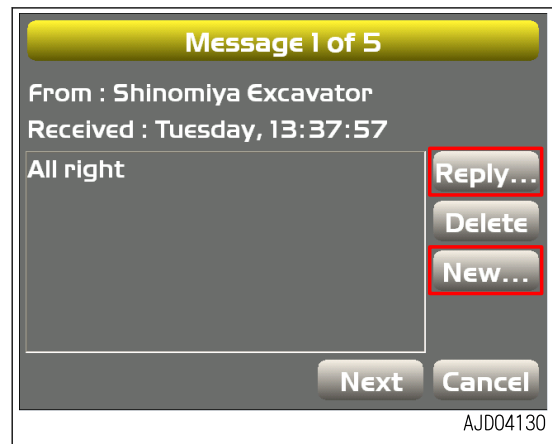 Message 1 of 5
From : Shinomiya Excavator
Received : Tuesday, 13:37:57
All right
Reply...
Delete
New...
Next
Cancel
AJD04130